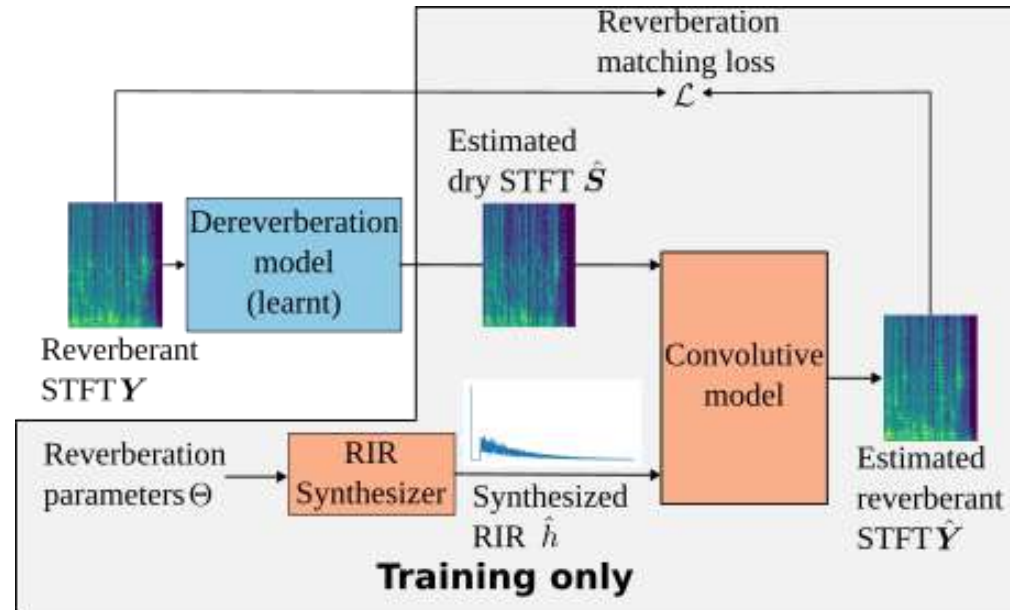 Reverberation
matching loss
ℒ
Estimated
dry STFT Ŝ
Dereverberation
model
(learnt)
Reverberant
STFT Y
Convolutive
model
Reverberation
parameters Θ
RIR
Synthesizer
Synthesized
RIR ĥ
Estimated
reverberant
STFT Ŷ
Training only